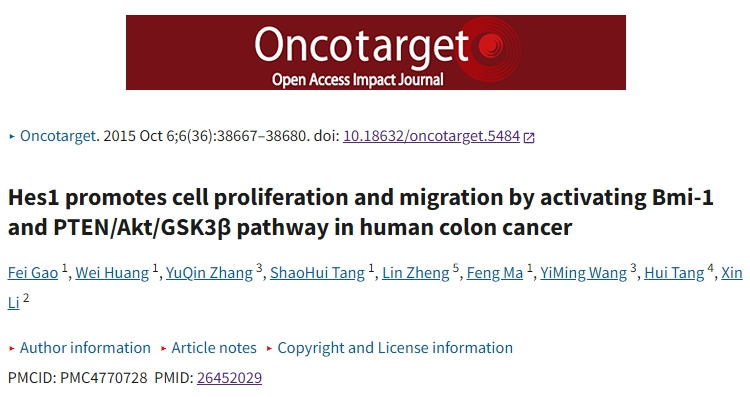 Oncotarget
Open Access Impact Journal
▸ Oncotarget. 2015 Oct 6;6(36):38667–38680. doi: 10.18632/oncotarget.5484
Hes1 promotes cell proliferation and migration by activating Bmi-1
and PTEN/Akt/GSK3β pathway in human colon cancer
Fei Gao 1, Wei Huang 1, YuQin Zhang 3, ShaoHui Tang 1, Lin Zheng 5, Feng Ma 1, YiMing Wang 3, Hui Tang 4, Xin
Li 2
▸ Author information ▸ Article notes ▸ Copyright and License information
PMCID: PMC4770728 PMID: 26452029